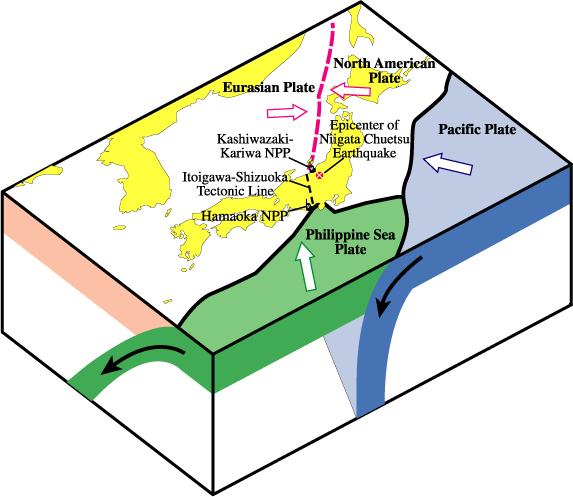 North American
Plate
Eurasian Plate
Epicenter of
Niigata Chuetsu
Earthquake
Pacific Plate
Kashiwazaki-
Kariwa NPP
Itoigawa-Shizuoka
Tectonic Line
Hamaoka NPP
Philippine Sea
Plate